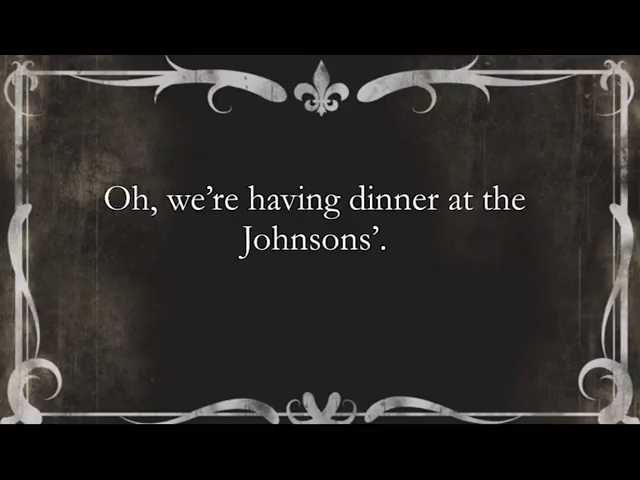 Oh, we’re having dinner at the
Johnsons’.